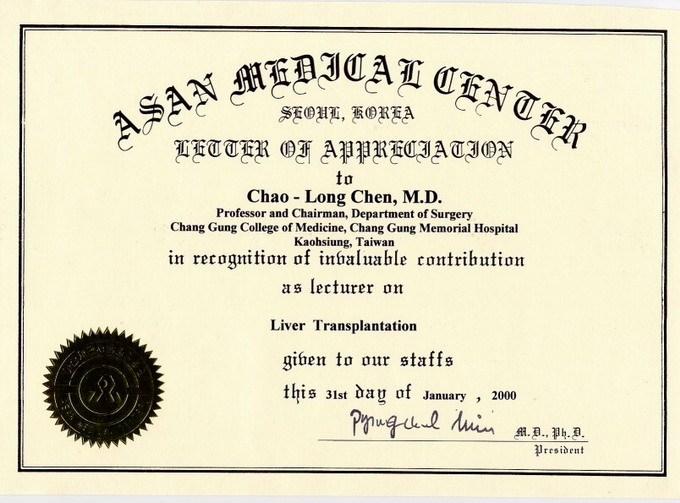 ASAN MEDICAL CENTER
SEOUL, KOREA
LETTER OF APPRECIATION
to
Chao - Long Chen, M.D.
Professor and Chairman, Department of Surgery
Chang Gung College of Medicine, Chang Gung Memorial Hospital
Kaohsiung, Taiwan
in recognition of invaluable contribution
as lecturer on
Liver Transplantation
given to our staffs
this 31st day of January , 2000
M.D., Ph.D.
President